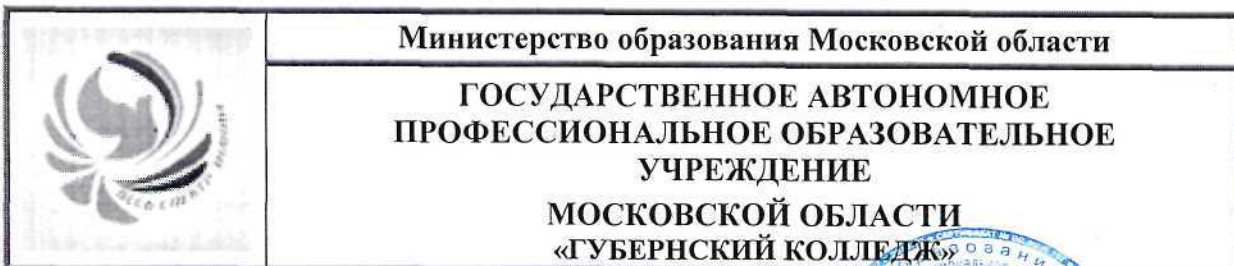 Министерство образования Московской области
ГОСУДАРСТВЕННОЕ АВТОНОМНОЕ
ПРОФЕССИОНАЛЬНОЕ ОБРАЗОВАТЕЛЬНОЕ
УЧРЕЖДЕНИЕ
МОСКОВСКОЙ ОБЛАСТИ
«ГУБЕРНСКИЙ КОЛЛЕДЖ»